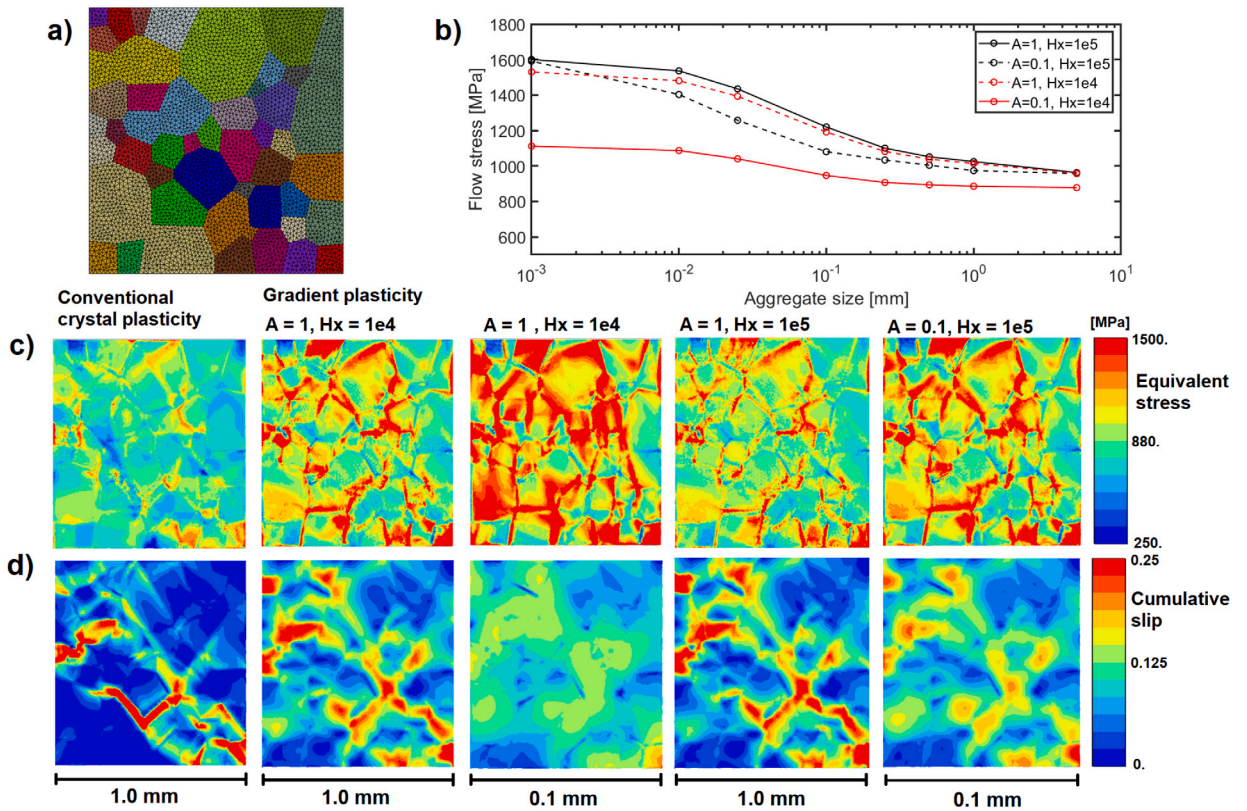 a)
b)
1800
1600
1400
1200
1000
800
600
Flow stress [MPa]
A=1, Hx=1e5
A=0.1, Hx=1e5
A=1, Hx=1e4
A=0.1, Hx=1e4
10-3
10-2
10-1
100
101
Aggregate size [mm]
Conventional
crystal plasticity
Gradient plasticity
A = 1, Hx = 1e4
A = 1 , Hx = 1e4
A = 1, Hx = 1e5
A = 0.1, Hx = 1e5
[MPa]
c)
1500.
Equivalent
stress
880.
250.
d)
0.25
Cumulative
slip
0.125
0.
1.0 mm
1.0 mm
0.1 mm
1.0 mm
0.1 mm